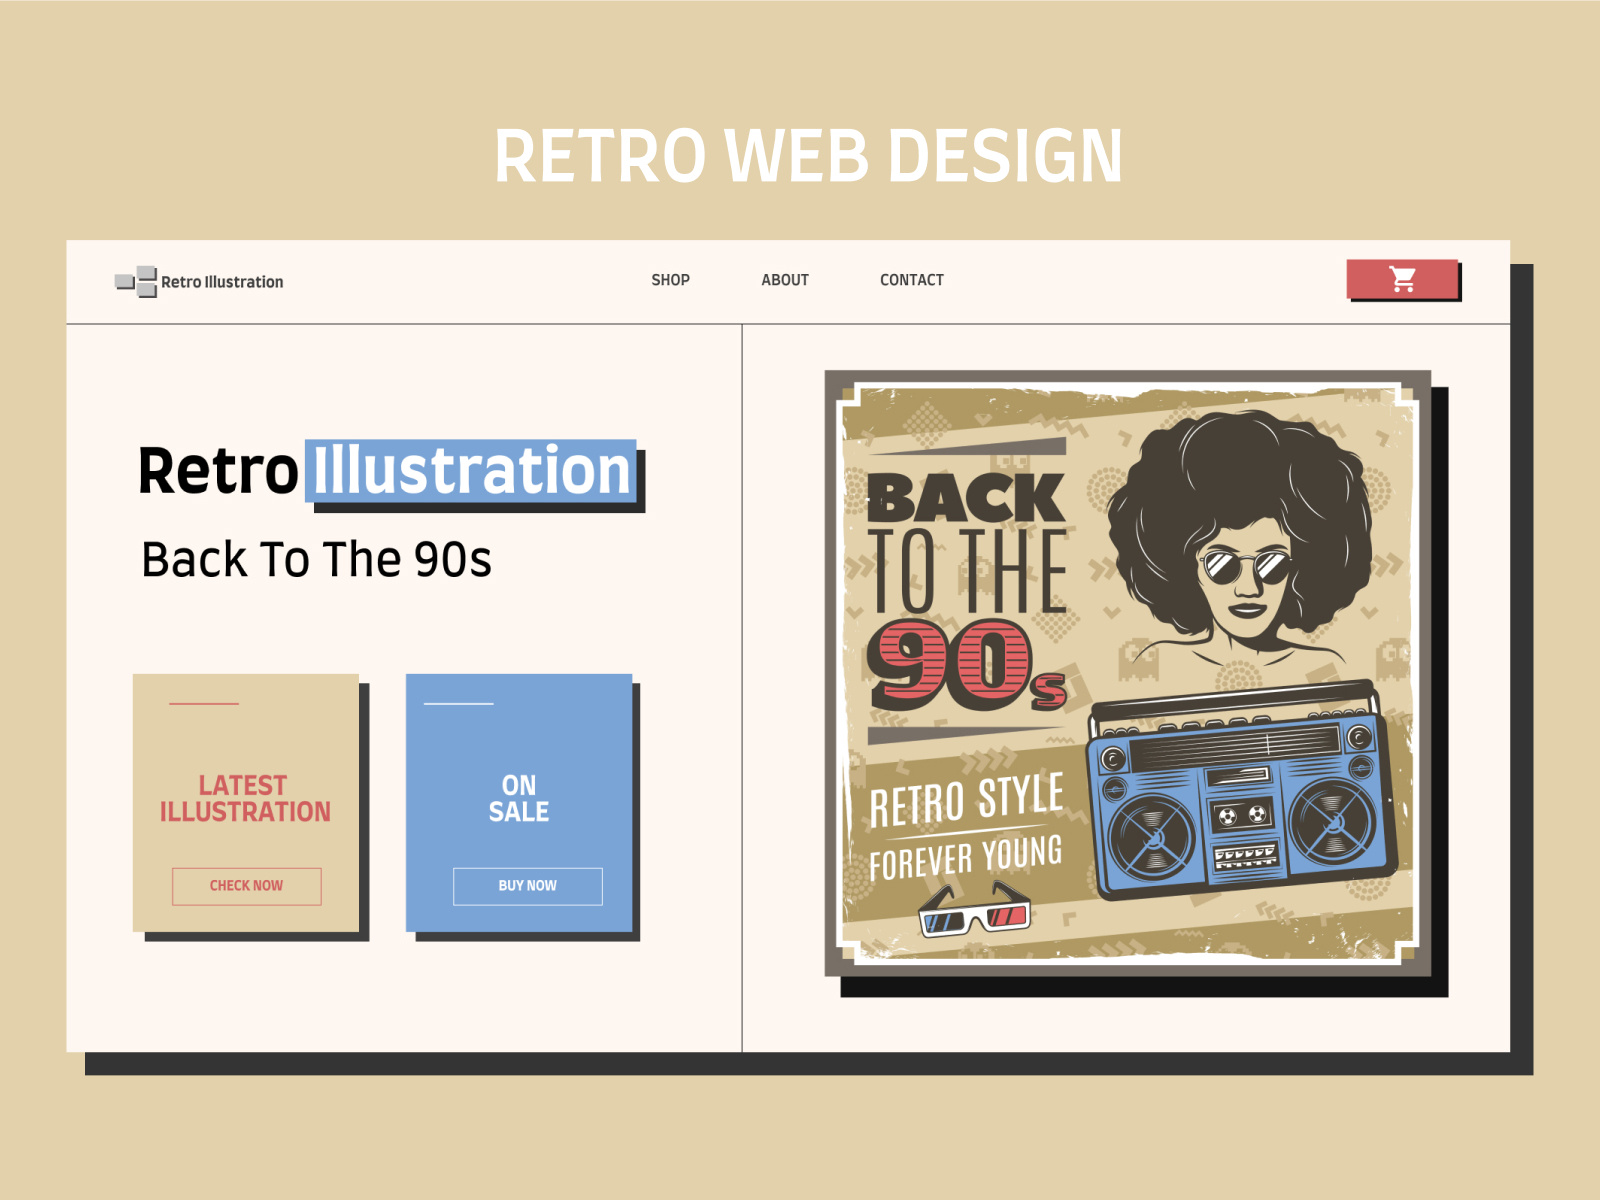 RETRO WEB DESIGN
Retro Illustration
SHOP
ABOUT
CONTACT
Retro Illustration
Back To The 90s
LATEST
ILLUSTRATION
CHECK NOW
ON
SALE
BUY NOW
BACK
TO THE
90s
RETRO STYLE
FOREVER YOUNG